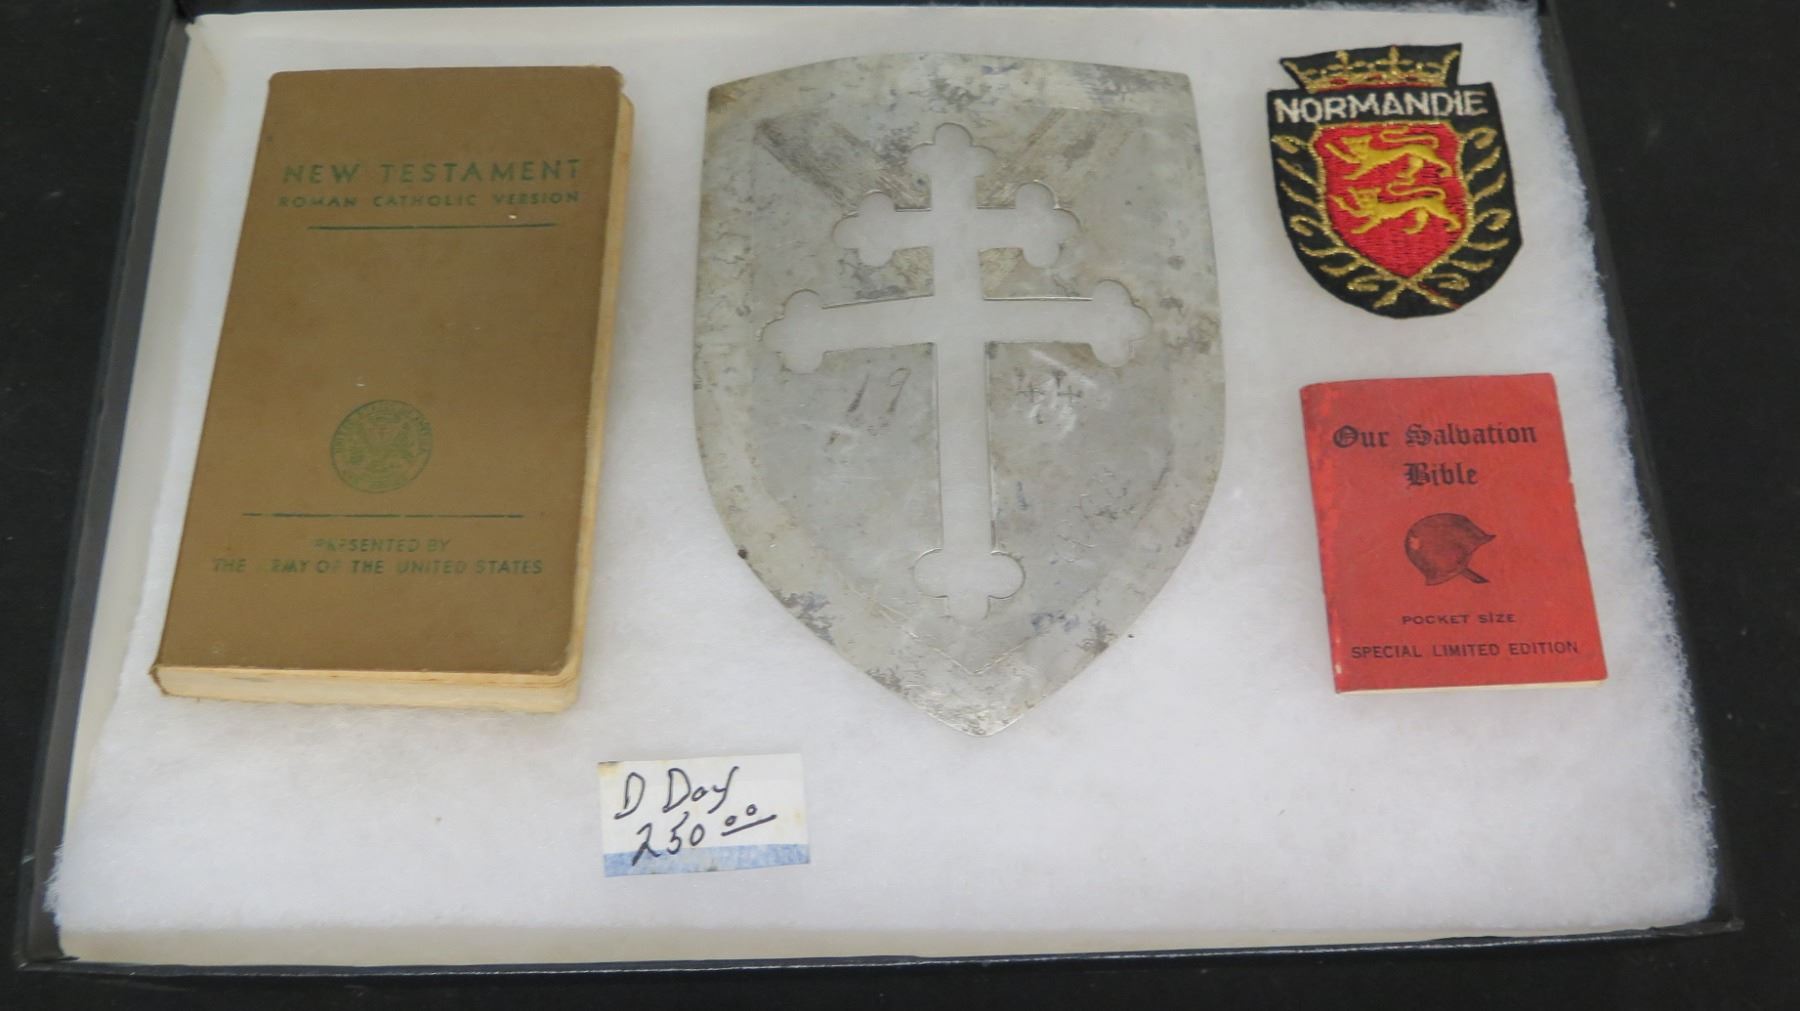 NEW TESTAMENT
ROMAN CATHOLIC VERSION
PRESENTED BY
THE ARMY OF THE UNITED STATES
19
NORMANDIE
Our Salvation
Bible
POCKET SIZE
SPECIAL LIMITED EDITION
D Day
250.00